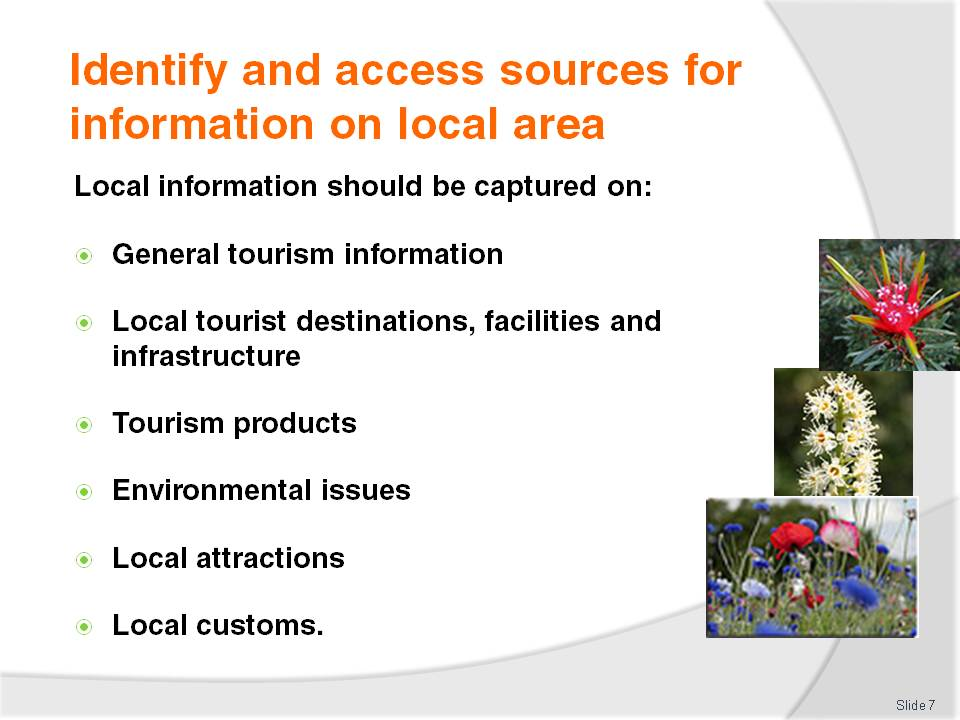 Identify and access sources for
information on local area
Local information should be captured on:
General tourism information
Local tourist destinations, facilities and
infrastructure
Tourism products
Environmental issues
Local attractions
Local customs.
Slide 7